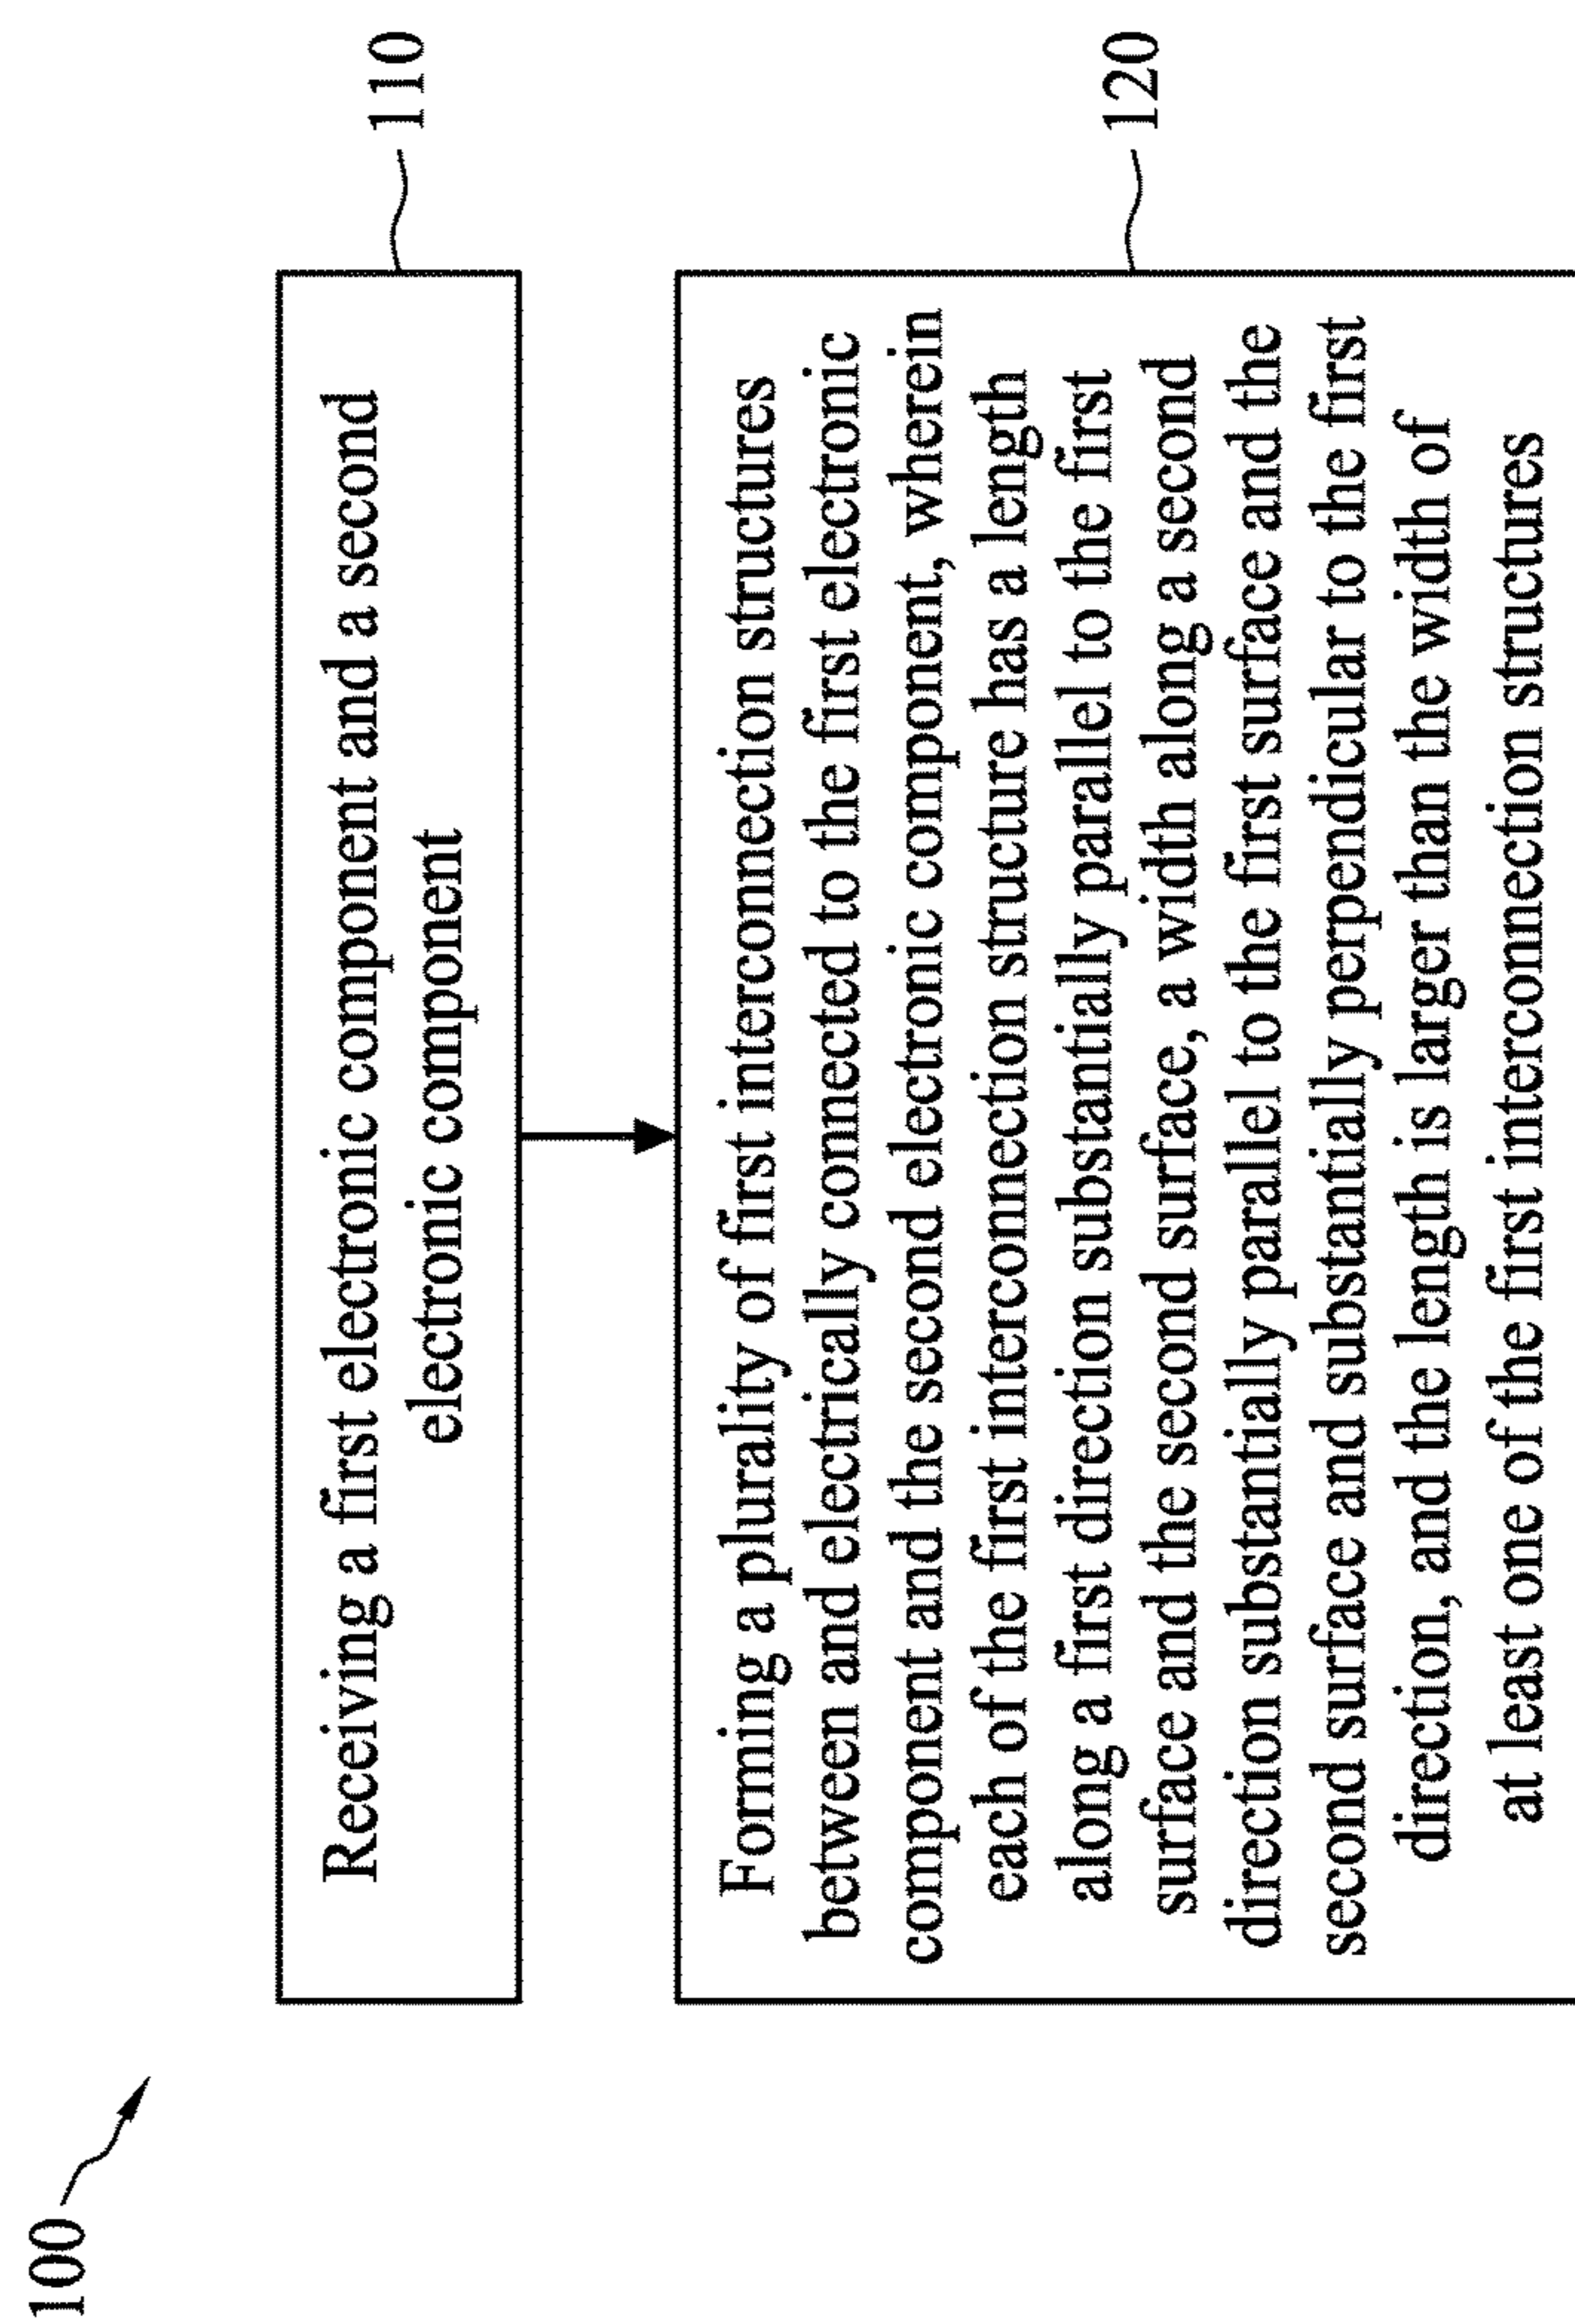 100
Receiving a first electronic component and a second
electronic component
110
Forming a plurality of first interconnection structures
between and electrically connected to the first electronic
component and the second electronic component, wherein
each of the first interconnection structure has a length
along a first direction substantially parallel to the first
surface and the second surface, a width along a second
direction substantially parallel to the first surface and the
second surface and substantially perpendicular to the first
direction, and the length is larger than the width of
at least one of the first interconnection structures
120